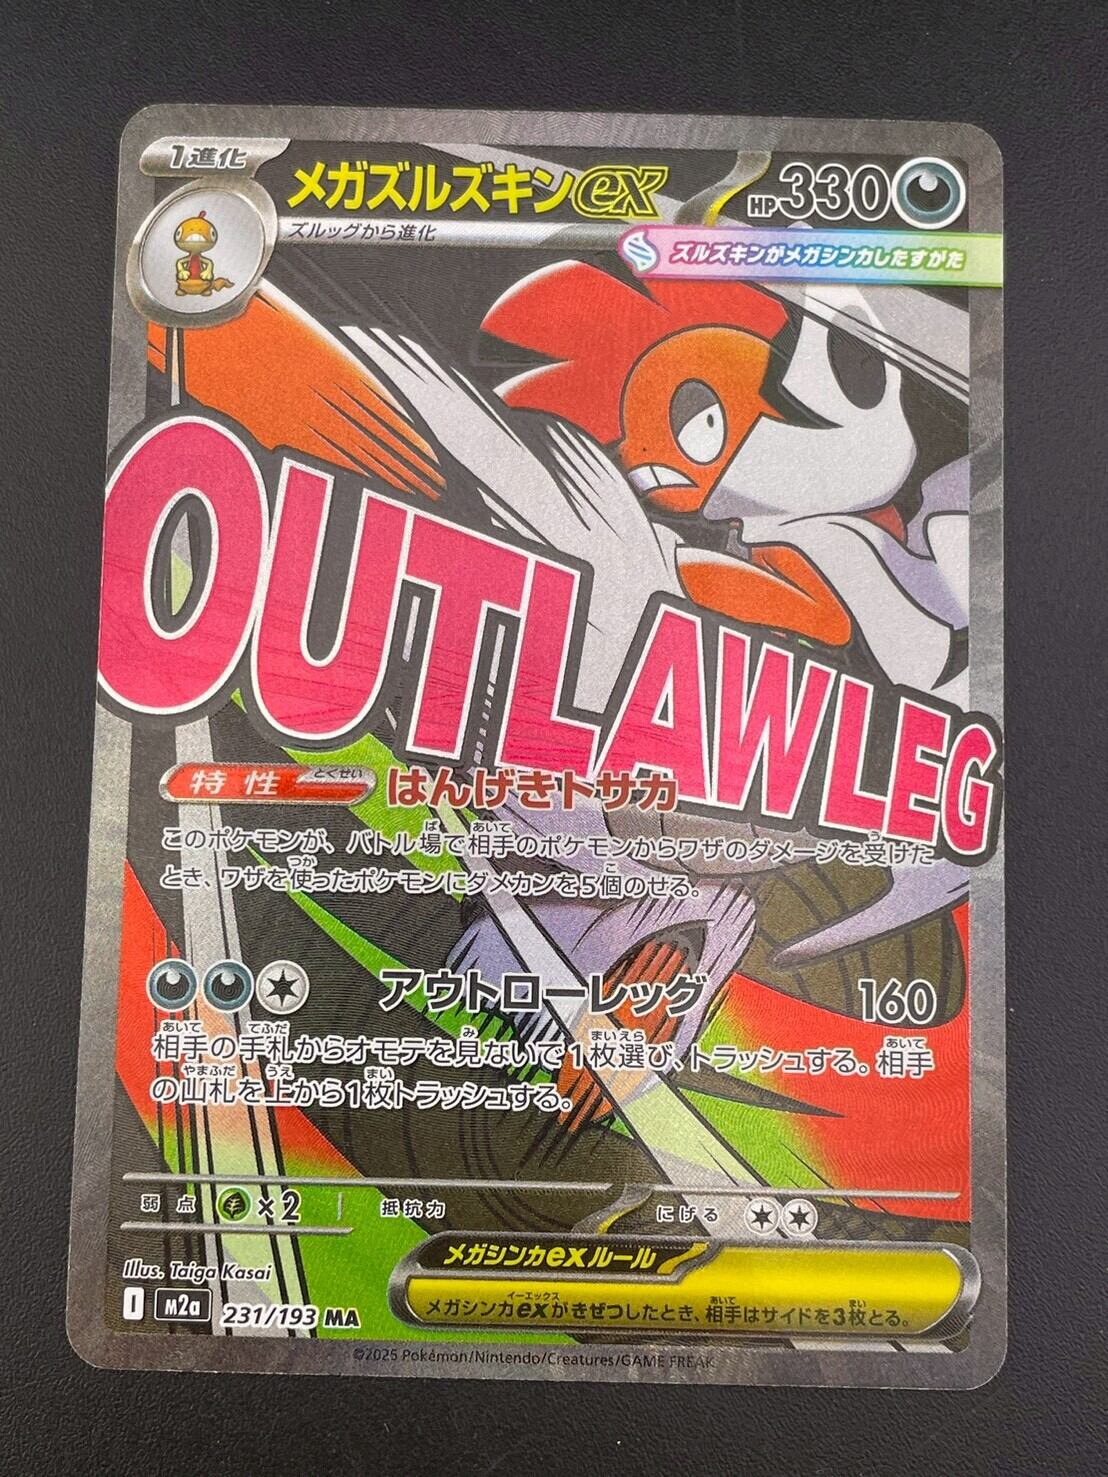 1進化
メガズルズキンex
HP330
ズルッグから進化
ズルズキンがメガシンカしたすがた
OUTLAWLEG
特性
とくせい
はんげきトサカ
このポケモンが、バトル場で相手のポケモンからワザのダメージを受けた
とき、ワザを使ったポケモンにダメカンを5個のせる。
アウトローレッグ 160
相手の手札からオモテを見ないで1枚選び、トラッシュする。相手
の山札を上から1枚トラッシュする。
弱点 ×2 抵抗力 にげる
メガシンカexルール
メガシンカexがきぜつしたとき、相手はサイドを3枚とる。
Illus. Taiga Kasai
I m2a 231/193 MA
©2025 Pokémon/Nintendo/Creatures/GAME FREAK